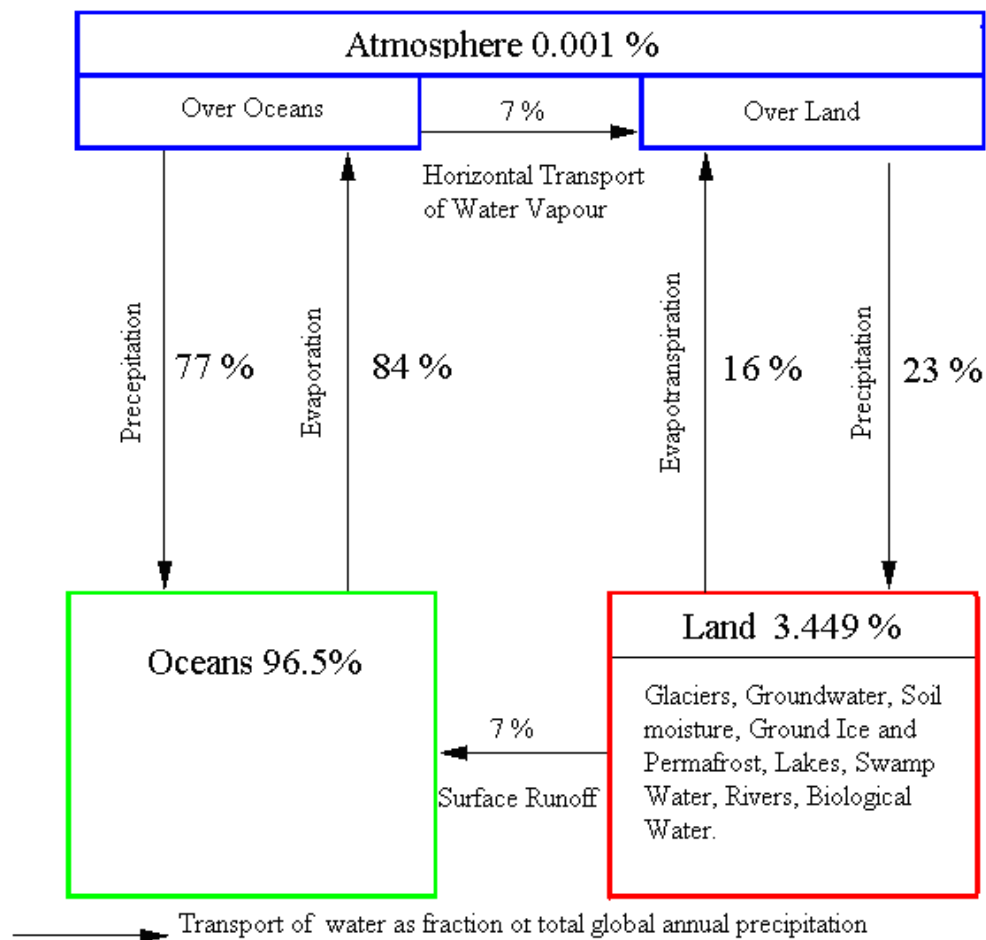 Atmosphere 0.001 %
Over Oceans
7 %
Over Land
Horizontal Transport
of Water Vapour
Precepitation
77 %
Evaporation
84 %
Evapotranspiration
16 %
Precipitation
23 %
Oceans 96.5%
Land 3.449 %
Glaciers, Groundwater, Soil
moisture, Ground Ice and
Permafrost, Lakes, Swamp
Water, Rivers, Biological
Water.
7 %
Surface Runoff
Transport of water as fraction ot total global annual precipitation